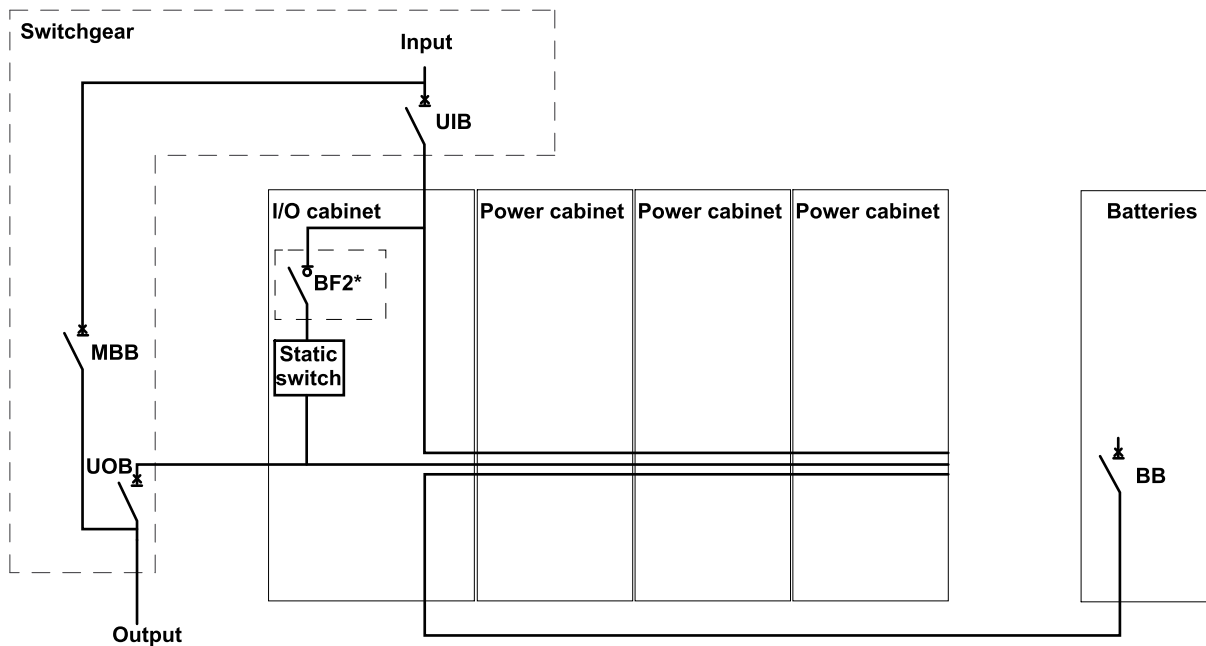 Switchgear
Input
UIB
I/O cabinet
Power cabinet
Power cabinet
Power cabinet
Batteries
BF2*
MBB
Static
switch
UOB
BB
Output